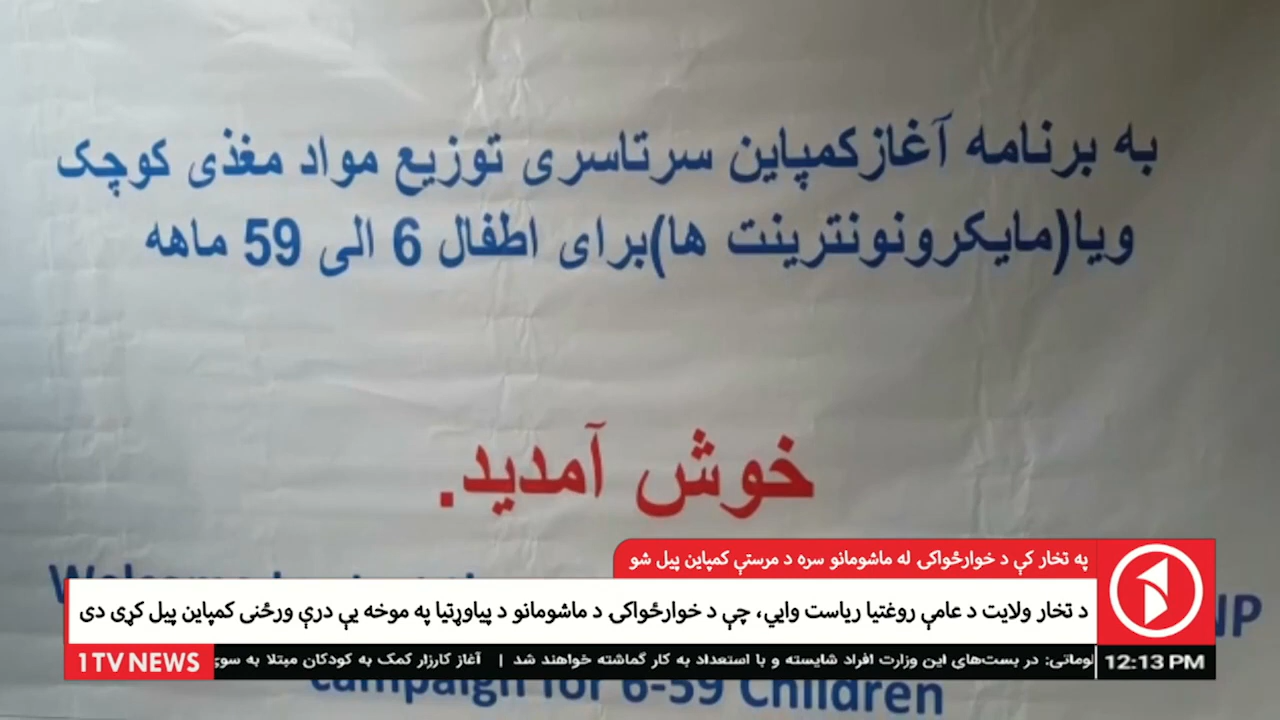 به برنامه آغازکمپاین سرتاسری توزیع مواد مغذی کوچک
ویا(مایکرونونترینت ها)برای اطفال 6 الی 59 ماهه
خوش آمدید.
په تخار کې د خوارځواکۍ له ماشومانو سره د مرستې کمپاین پیل شو
د تخار ولایت د عامې روغتیا ریاست وایي، چې د خوارځواکۍ د ماشومانو د پیاوړتیا په موخه یې درې ورځنی کمپاین پیل کړی دی
1TV NEWS
لوماتی: در بست‌های این وزارت افراد شایسته و با استعداد به کار گماشته خواهند شد | آغاز کارزار کمک به کودکان مبتلا به سوی
12:13 PM
campaign for 6-59 Children